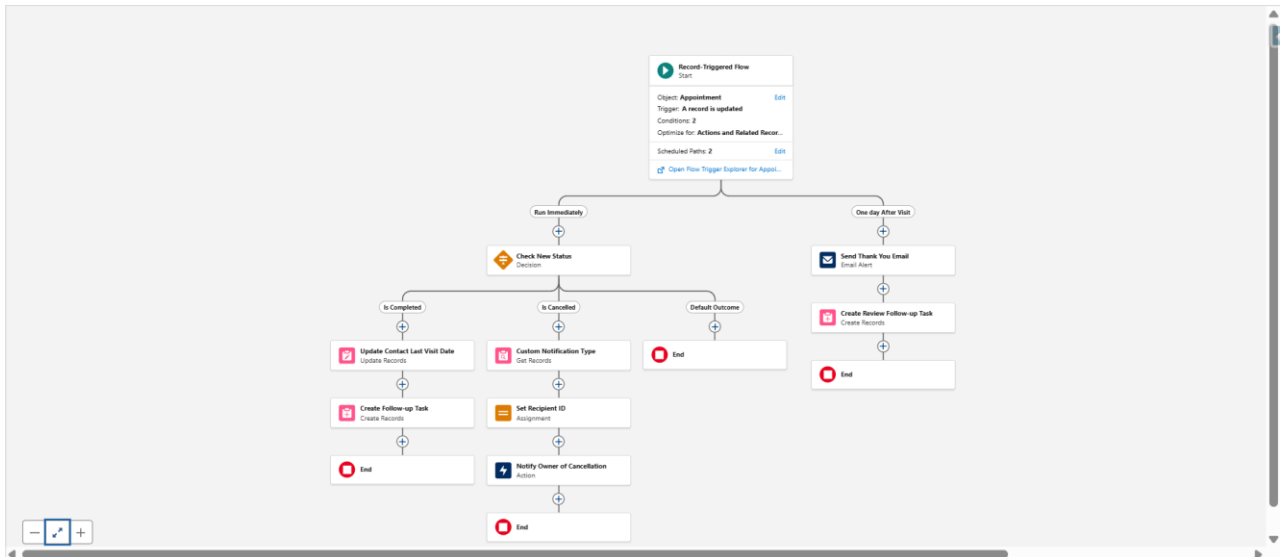 Record-Triggered Flow
Start
Object: Appointment Edit
Trigger: A record is updated
Conditions: 2
Optimize for: Actions and Related Recor...
Scheduled Paths: 2 Edit
Open Flow Trigger Explorer for Appoi...
Run Immediately
One day After Visit
Check New Status
Decision
Send Thank You Email
Email Alert
Is Completed
Is Cancelled
Default Outcome
Create Review Follow-up Task
Create Records
Update Contact Last Visit Date
Update Records
Custom Notification Type
Get Records
End
End
Create Follow-up Task
Create Records
Set Recipient ID
Assignment
End
Notify Owner of Cancellation
Action
End